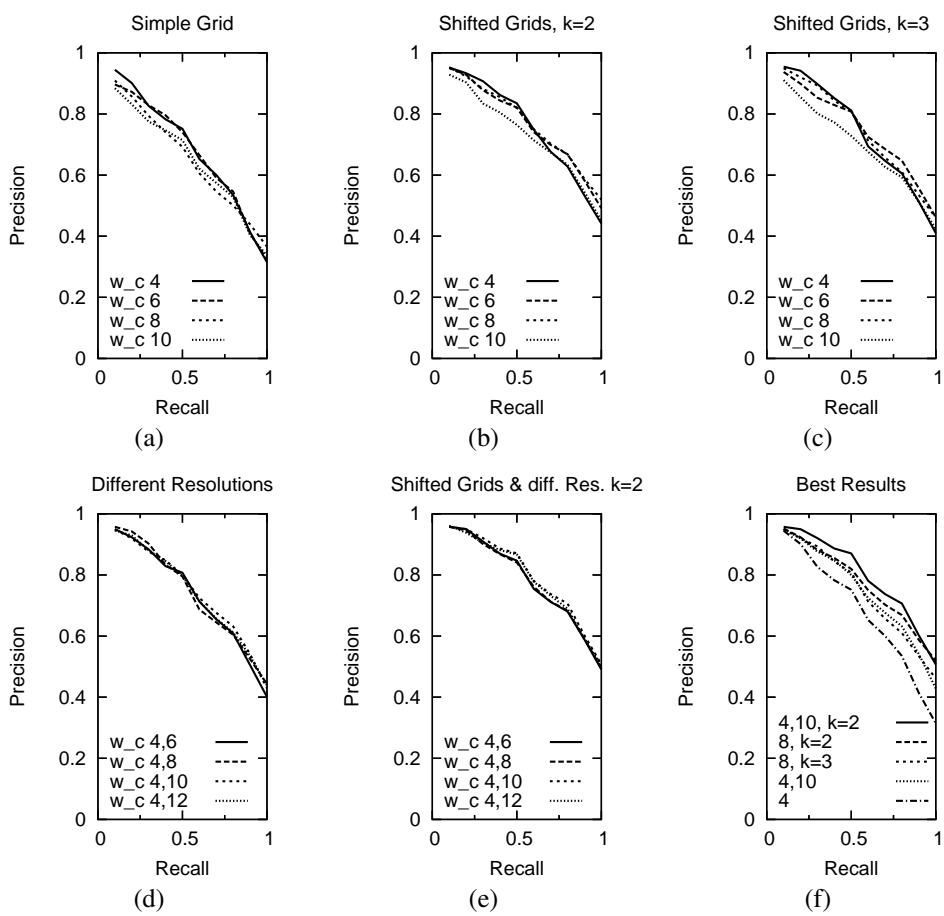 Simple Grid
1
0.8
0.6
0.4
0.2
0
Precision
w_c 4
w_c 6
w_c 8
w_c 10
0 0.5 1
Recall
(a)
Shifted Grids, k=2
1
0.8
0.6
0.4
0.2
0
Precision
w_c 4
w_c 6
w_c 8
w_c 10
0 0.5 1
Recall
(b)
Shifted Grids, k=3
1
0.8
0.6
0.4
0.2
0
Precision
w_c 4
w_c 6
w_c 8
w_c 10
0 0.5 1
Recall
(c)
Different Resolutions
1
0.8
0.6
0.4
0.2
0
Precision
w_c 4,6
w_c 4,8
w_c 4,10
w_c 4,12
0 0.5 1
Recall
(d)
Shifted Grids & diff. Res. k=2
1
0.8
0.6
0.4
0.2
0
Precision
w_c 4,6
w_c 4,8
w_c 4,10
w_c 4,12
0 0.5 1
Recall
(e)
Best Results
1
0.8
0.6
0.4
0.2
0
Precision
4,10, k=2
8, k=2
8, k=3
4,10
4
0 0.5 1
Recall
(f)